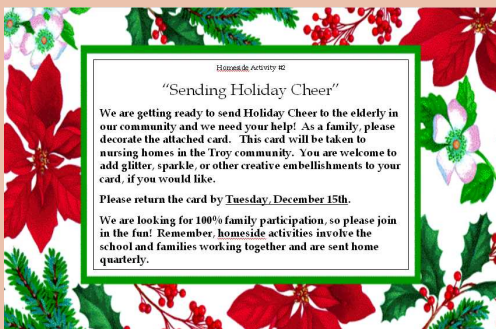 Homeside Activity #2
"Sending Holiday Cheer"
We are getting ready to send Holiday Cheer to the elderly in
our community and we need your help! As a family, please
decorate the attached card. This card will be taken to
nursing homes in the Troy community. You are welcome to
add glitter, sparkle, or other creative embellishments to your
card, if you would like.
Please return the card by Tuesday, December 15th.
We are looking for 100% family participation, so please join
in the fun! Remember, homeside activities involve the
school and families working together and are sent home
quarterly.